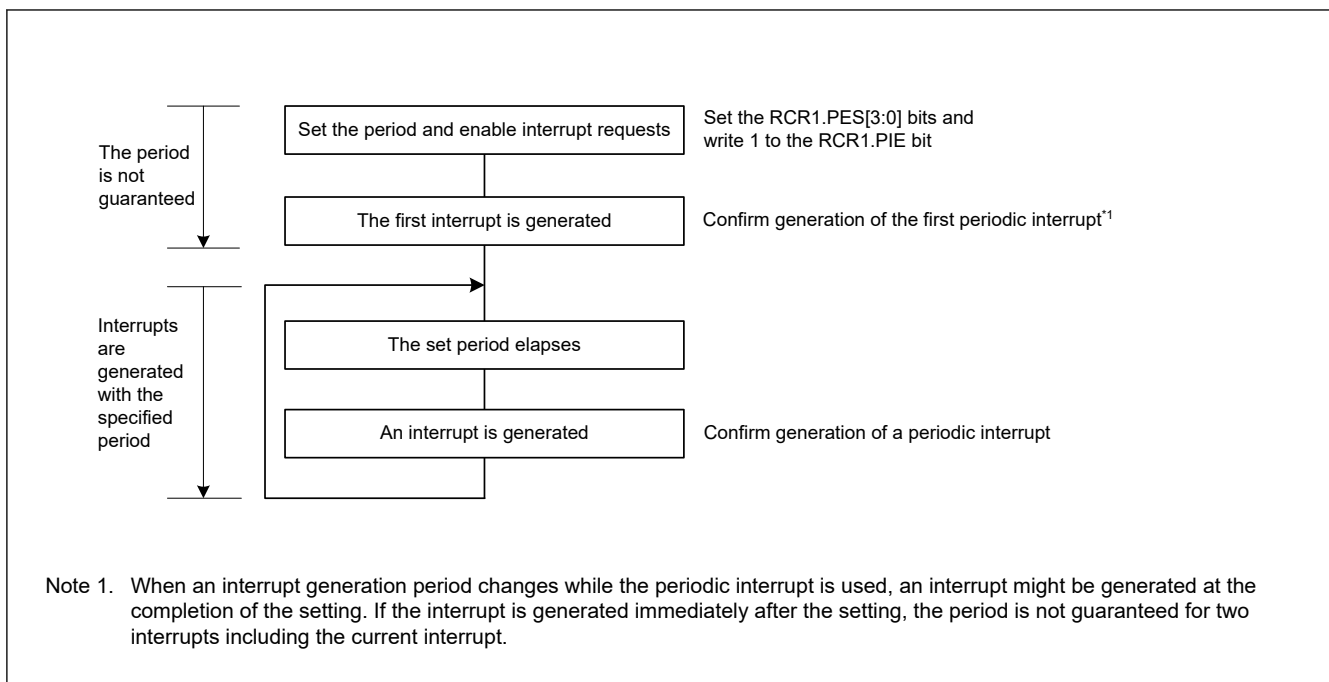 Set the period and enable interrupt requests
Set the RCR1.PES[3:0] bits and
write 1 to the RCR1.PIE bit
The period
is not
guaranteed
The first interrupt is generated
Confirm generation of the first periodic interrupt*1
Interrupts
are
generated
with the
specified
period
The set period elapses
An interrupt is generated
Confirm generation of a periodic interrupt
Note 1. When an interrupt generation period changes while the periodic interrupt is used, an interrupt might be generated at the
completion of the setting. If the interrupt is generated immediately after the setting, the period is not guaranteed for two
interrupts including the current interrupt.